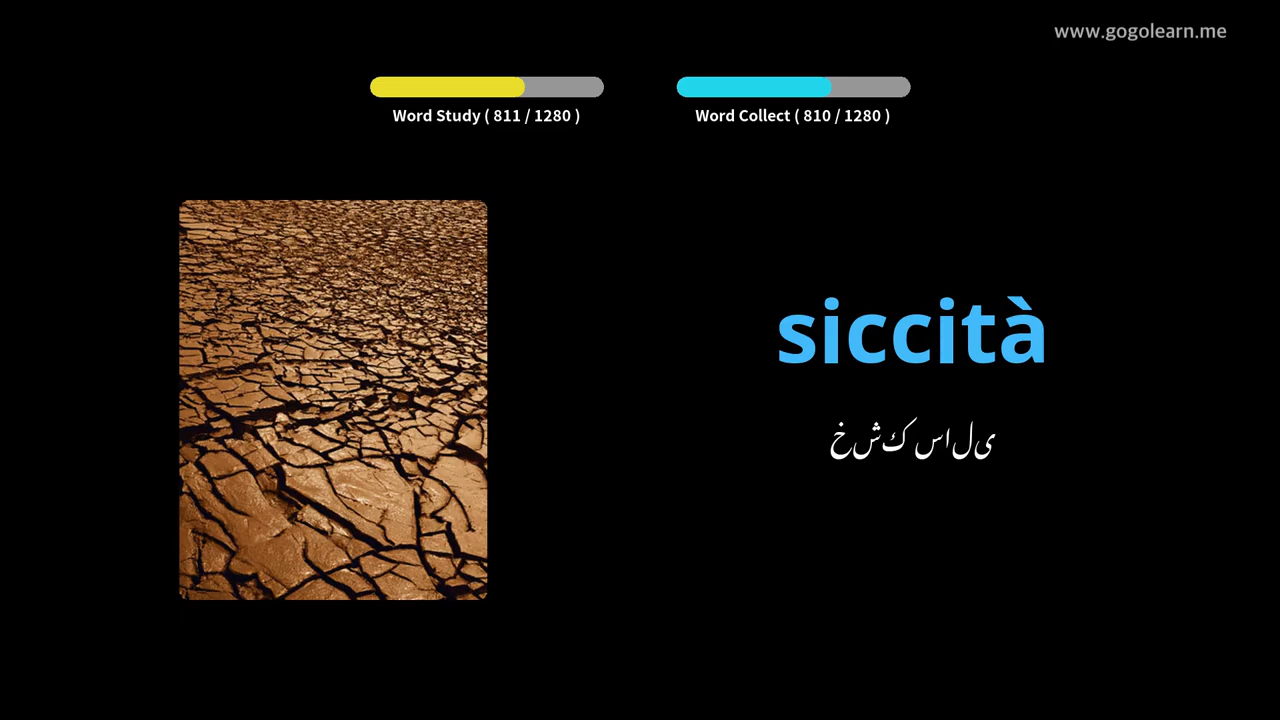 www.gogolearn.me
Word Study ( 811 / 1280 )
Word Collect ( 810 / 1280 )
siccità
خشک سالی